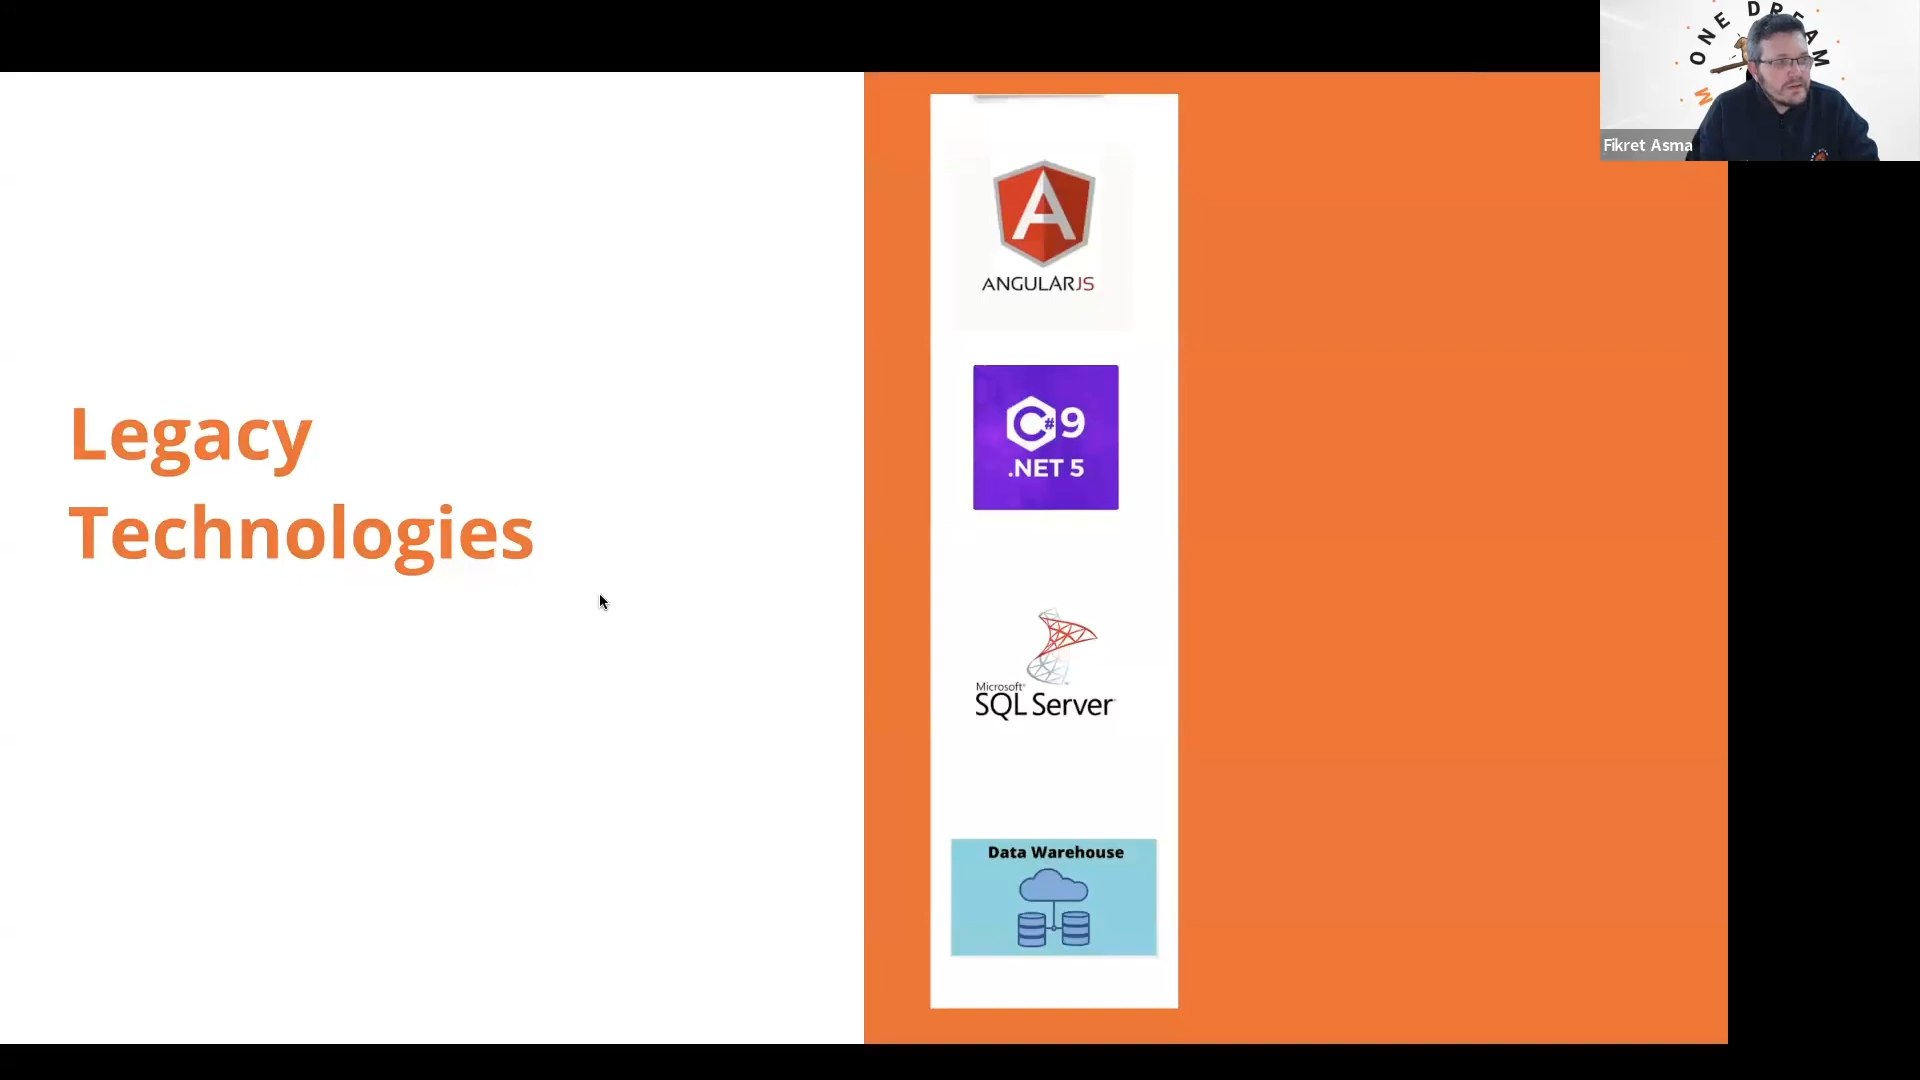 ONE DREAM
Fikret Asma
ANGULARJS
C#9
.NET 5
Legacy
Technologies
Microsoft®
SQL Server
Data Warehouse